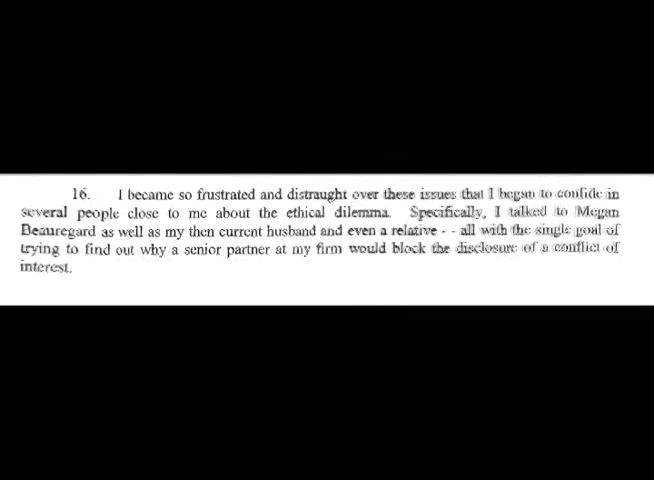 16. I became so frustrated and distraught over these issues that I began to confide in
several people close to me about the ethical dilemma. Specifically, I talked to Megan
Beauregard as well as my then current husband and even a relative - - all with the single goal of
trying to find out why a senior partner at my firm would block the disclosure of a conflict of
interest.